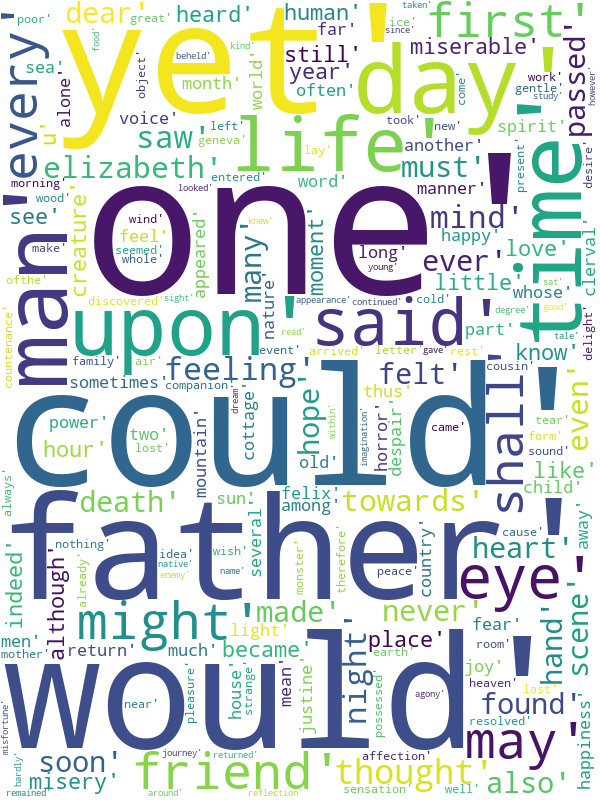 yet'
day'
first'
one'
could'
father'
would'
man'
time'
life'
upon'
said'
every'
dear'
heard'
human'
far'
still'
year'
often'
miserable'
passed'
poor'
great'
food'
beheld'
kind'
since'
taken'
ice'
come'
work'
gentle'
study'
however'
sea'
alone'
object'
month'
world'
voice'
took'
new'
spirit'
desire'
present'
u'
saw'
left'
geneva'
lay'
another'
elizabeth'
entered'
word'
must'
manner'
morning'
looked'
wood'
see'
creature'
wind'
knew'
make'
feel'
seemed'
whole'
appeared'
many'
moment'
long'
young'
mind'
ever'
happy'
love'
clerval'
little'
whose'
sat'
good'
ofthe'
nature'
discovered'
sight'
appearance'
continued'
cold'
degree'
part'
know'
tale'
delight'
countenance'
read'
event'
arrived'
letter'
gave'
rest'
family'
air'
feeling'
felt'
cousin'
sometimes'
companion'
dream'
thus'
hope'
shall'
even'
tear'
form'
power'
two'
lost'
mountain'
cottage'
within'
imagination'
horror'
despair'
came'
sound'
hour'
old'
like'
child'
always'
death'
sun'
felix'
among'
towards'
cause'
away'
nothing'
idea'
wish'
several'
native'
enemy'
name'
monster'
therefore'
peace'
country'
heart'
eye'
indeed'
although'
already'
might'
made'
never'
light'
fear'
hand'
scene'
men'
mother'
return'
much'
became'
night'
place'
earth'
joy'
room'
heaven'
last'
near'
pleasure'
house'
strange'
mean'
justine'
possessed'
agony'
found'
resolved'
may'
happiness'
misfortune'
soon'
journey'
returned'
affection'
friend'
thought'
also'
hardly'
misery'
remained'
around'
reflection'
sensation'
well'